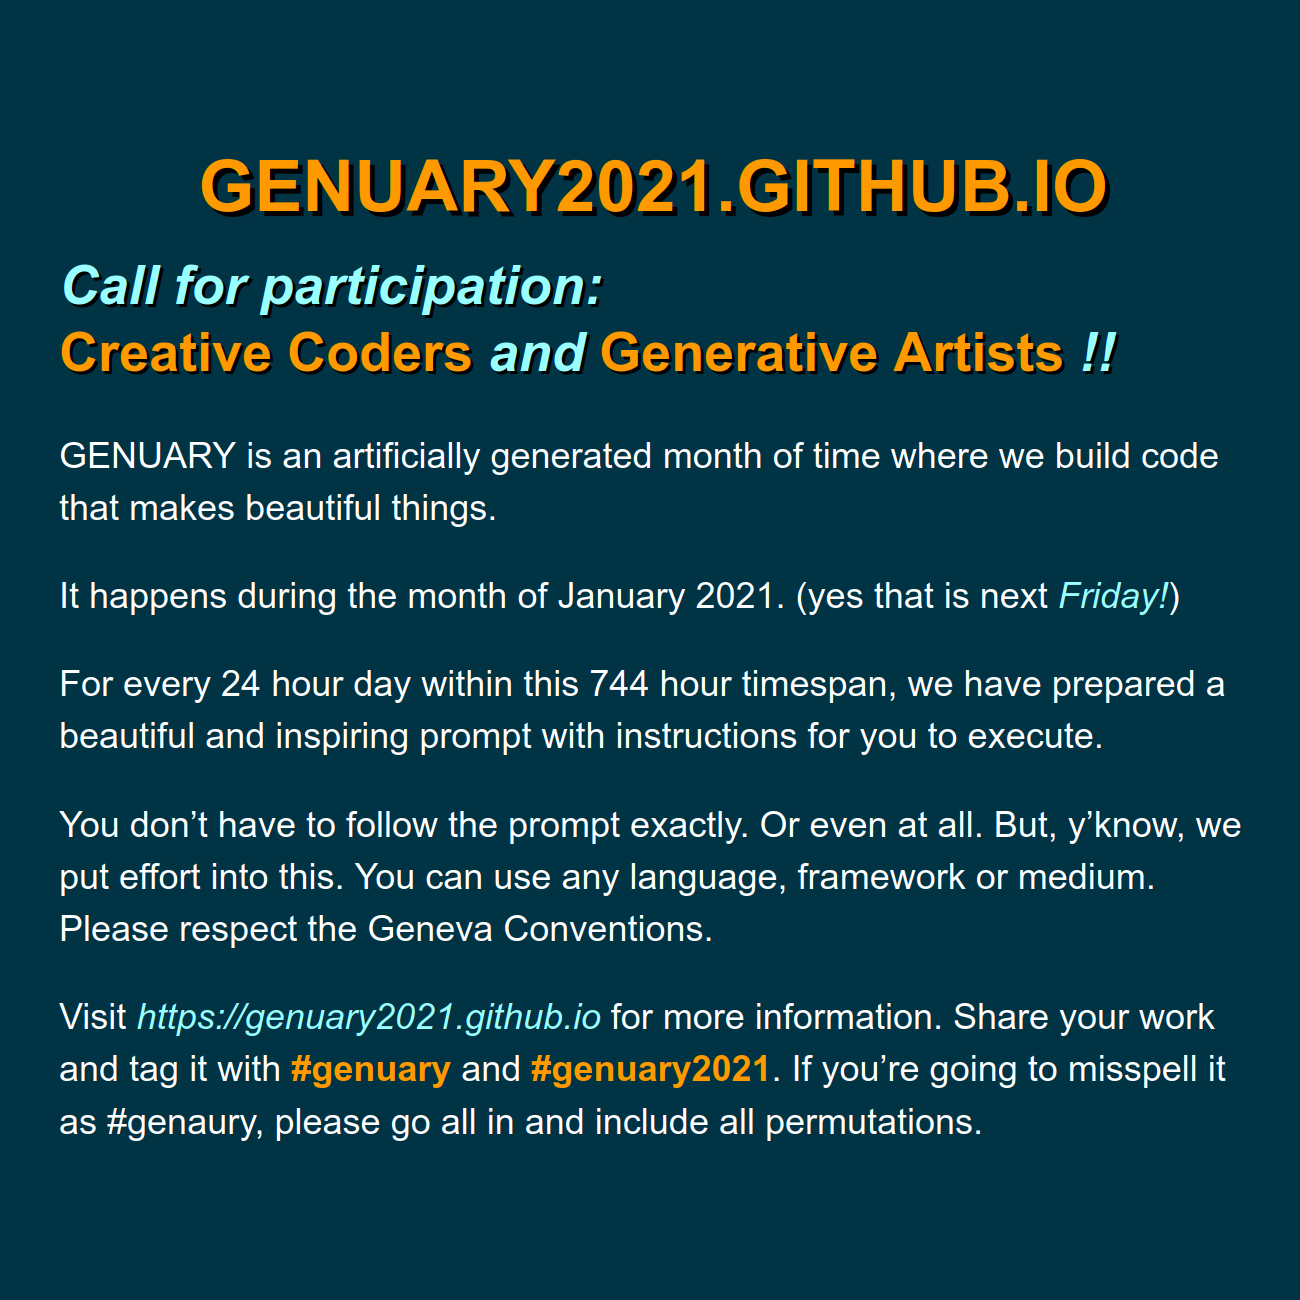 GENUARY2021.GITHUB.IO
Call for participation:
Creative Coders and Generative Artists !!
GENUARY is an artificially generated month of time where we build code
that makes beautiful things.
It happens during the month of January 2021. (yes that is next Friday!)
For every 24 hour day within this 744 hour timespan, we have prepared a
beautiful and inspiring prompt with instructions for you to execute.
You don’t have to follow the prompt exactly. Or even at all. But, y’know, we
put effort into this. You can use any language, framework or medium.
Please respect the Geneva Conventions.
Visit https://genuary2021.github.io for more information. Share your work
and tag it with #genuary and #genuary2021. If you’re going to misspell it
as #genaury, please go all in and include all permutations.